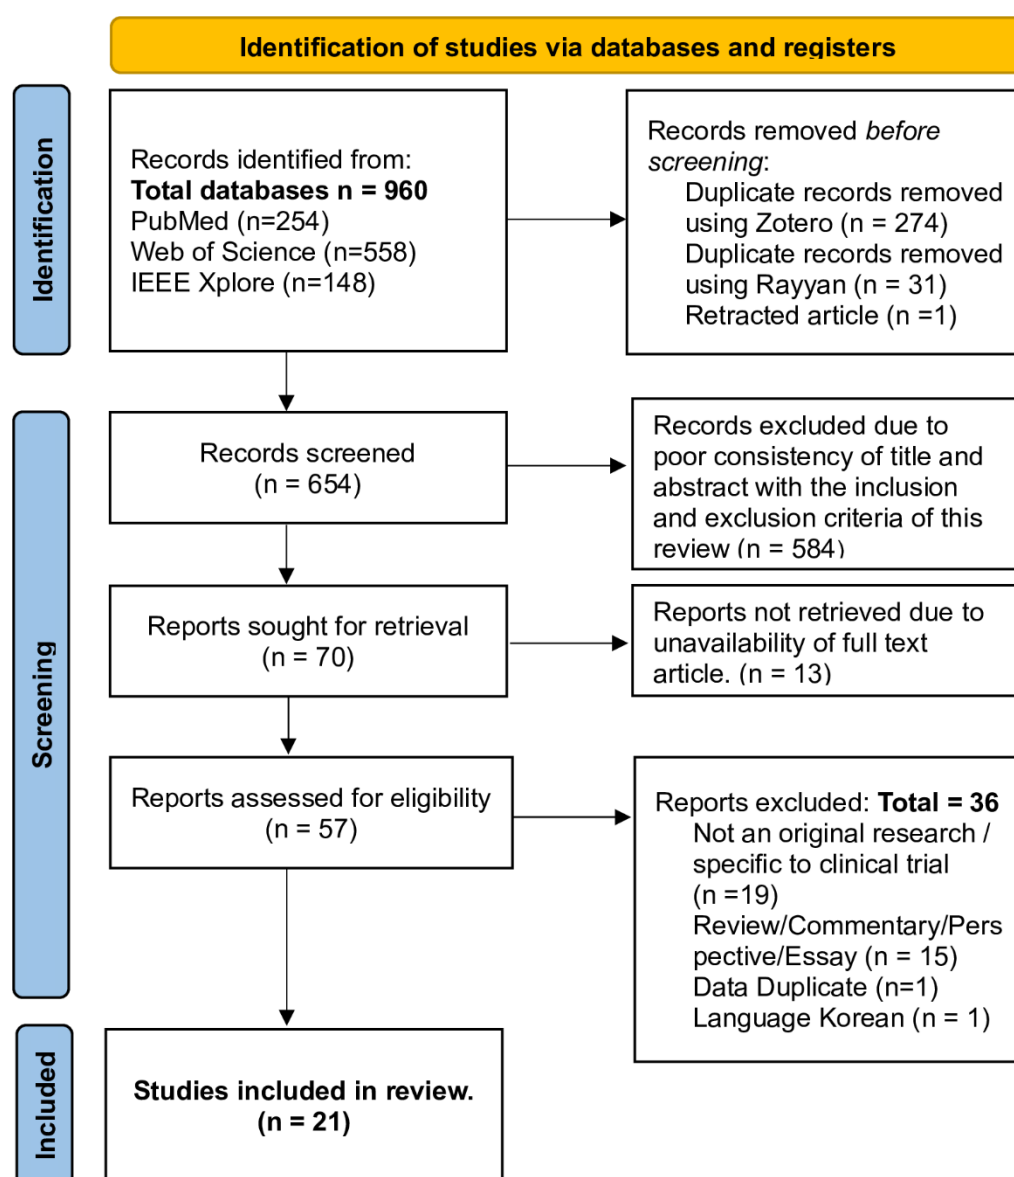 Identification of studies via databases and registers
Identification
Records identified from:
Total databases n = 960
PubMed (n=254)
Web of Science (n=558)
IEEE Xplore (n=148)
Records removed before
screening:
Duplicate records removed
using Zotero (n = 274)
Duplicate records removed
using Rayyan (n = 31)
Retracted article (n =1)
Screening
Records screened
(n = 654)
Records excluded due to
poor consistency of title and
abstract with the inclusion
and exclusion criteria of this
review (n = 584)
Reports sought for retrieval
(n = 70)
Reports not retrieved due to
unavailability of full text
article. (n = 13)
Reports assessed for eligibility
(n = 57)
Reports excluded: Total = 36
Not an original research /
specific to clinical trial
(n =19)
Review/Commentary/Pers
pective/Essay (n = 15)
Data Duplicate (n=1)
Language Korean (n = 1)
Included
Studies included in review.
(n = 21)